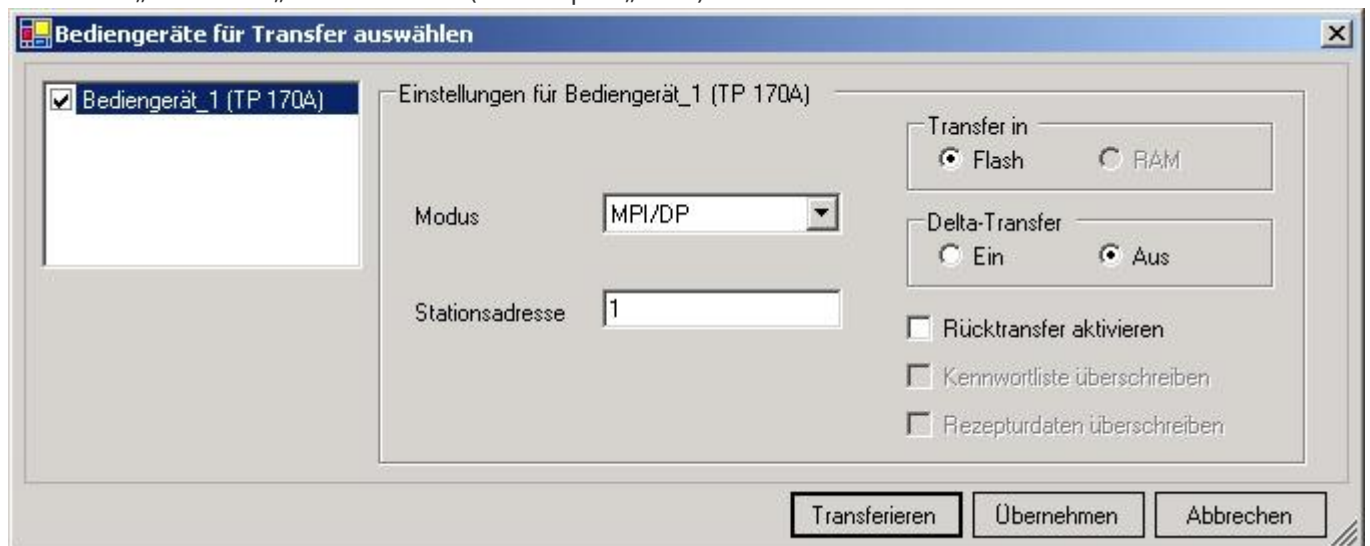 Bediengeräte für Transfer auswählen
Bediengerät_1 (TP 170A)
Einstellungen für Bediengerät_1 (TP 170A)
Transfer in
Flash
RAM
Modus
MPI/DP
Delta-Transfer
Ein
Aus
Stationsadresse
1
Rücktransfer aktivieren
Kennwortliste überschreiben
Rezepturdaten überschreiben
Transferieren
Übernehmen
Abbrechen